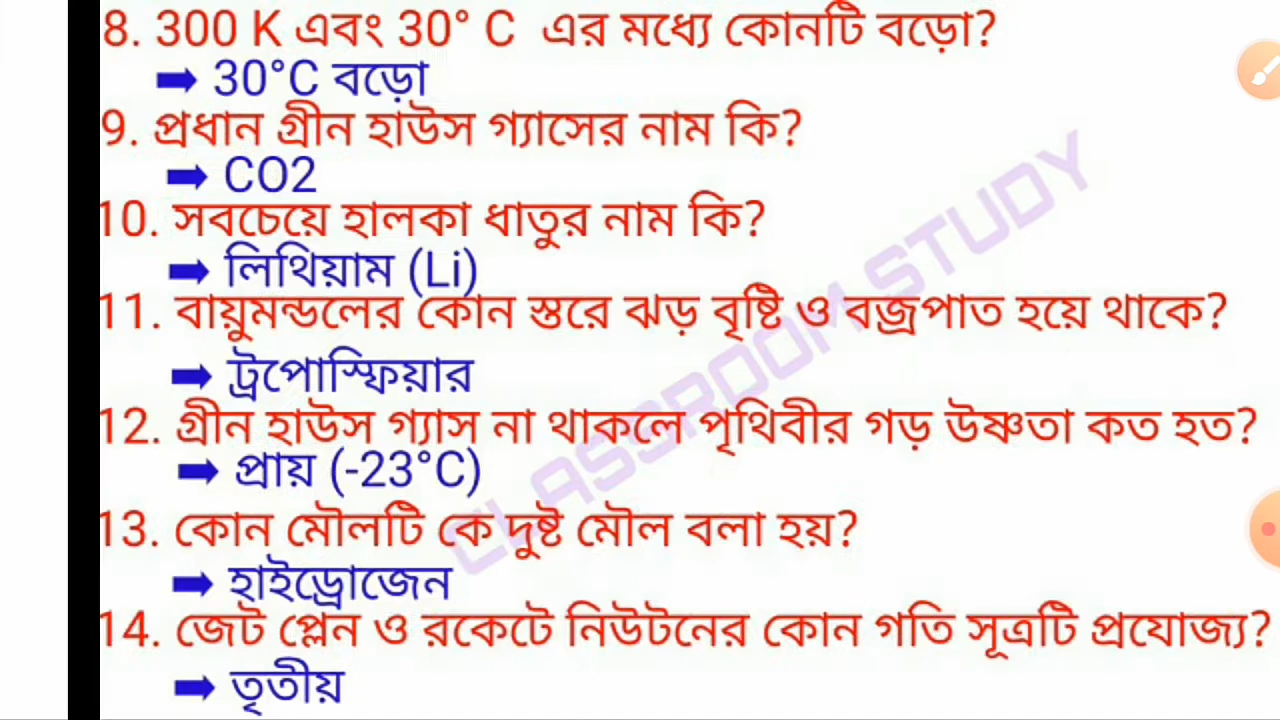 8. 300 K এবং 30° C এর মধ্যে কোনটি বড়ো?
➡ 30°C বড়ো
9. প্রধান গ্রীন হাউস গ্যাসের নাম কি?
➡ CO2
10. সবচেয়ে হালকা ধাতুর নাম কি?
➡ লিথিয়াম (Li)
11. বায়ুমন্ডলের কোন স্তরে ঝড় বৃষ্টি ও বজ্রপাত হয়ে থাকে?
➡ ট্রপোস্ফিয়ার
12. গ্রীন হাউস গ্যাস না থাকলে পৃথিবীর গড় উষ্ণতা কত হত?
➡ প্রায় (-23°C)
13. কোন মৌলটি কে দুষ্ট মৌল বলা হয়?
➡ হাইড্রোজেন
14. জেট প্লেন ও রকেটে নিউটনের কোন গতি সূত্রটি প্রযোজ্য?
➡ তৃতীয়
CLASSROOM STUDY